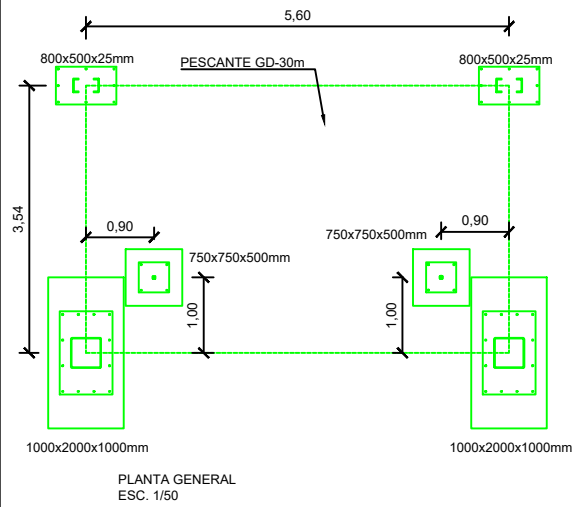 5,60
800x500x25mm
PESCANTE GD-30m
800x500x25mm
3,54
0,90
0,90
750x750x500mm
750x750x500mm
1,00
1,00
1000x2000x1000mm
1000x2000x1000mm
PLANTA GENERAL
ESC. 1/50